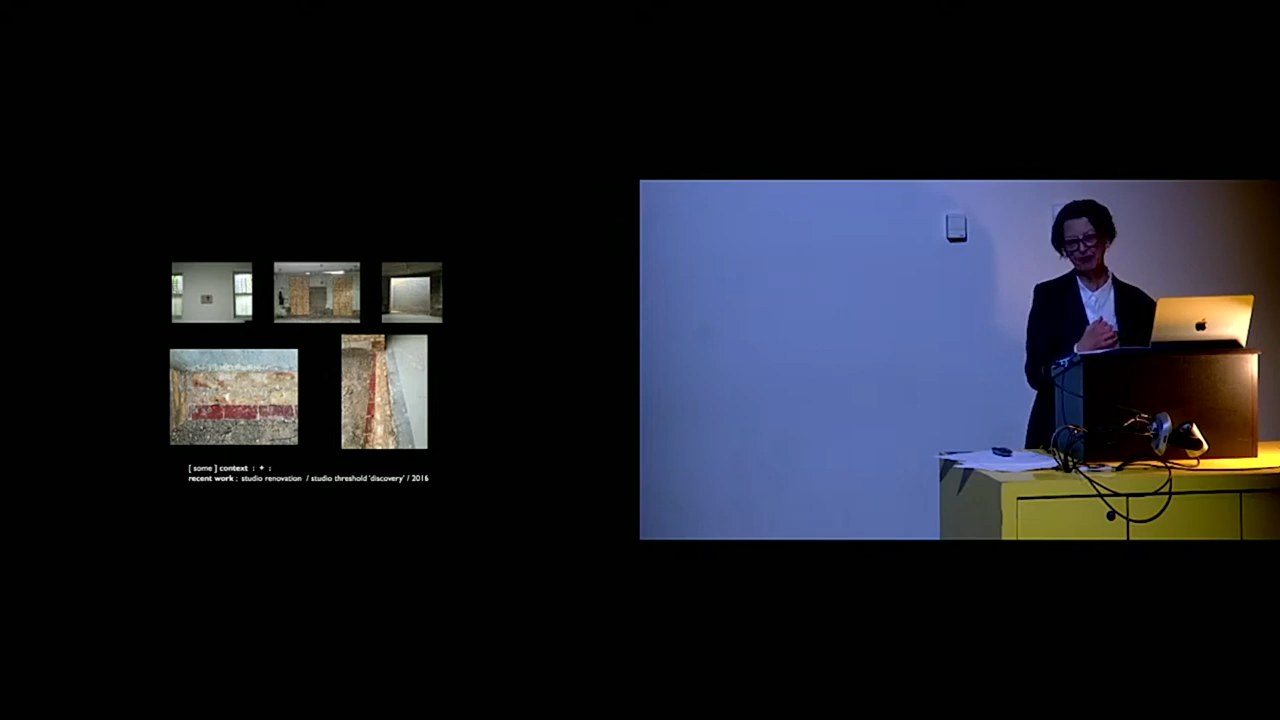 [ some ] context : + :
recent work : studio renovation / studio threshold 'discovery' / 2016